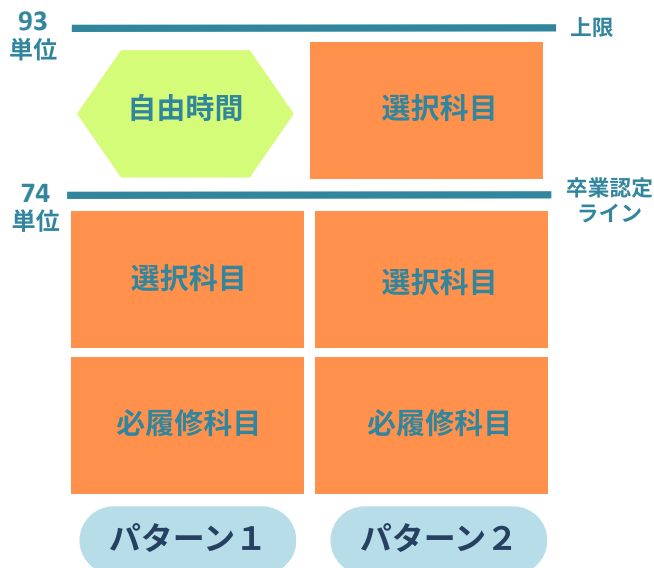 93
単位
上限
自由時間
選択科目
74
単位
卒業認定
ライン
選択科目
選択科目
必履修科目
必履修科目
パターン１
パターン２